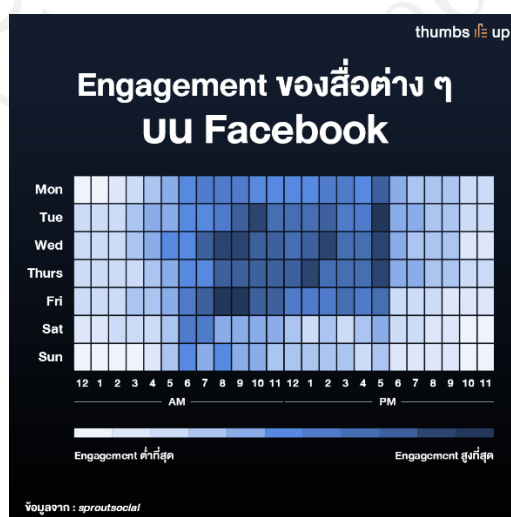 thumbs up
Engagement ของสื่อต่าง ๆ
บน Facebook
Mon
Tue
Wed
Thurs
Fri
Sat
Sun
12 1 2 3 4 5 6 7 8 9 10 11 12 1 2 3 4 5 6 7 8 9 10 11
AM PM
Engagement ต่ำที่สุด Engagement สูงที่สุด
ข้อมูลจาก : sproutsocial